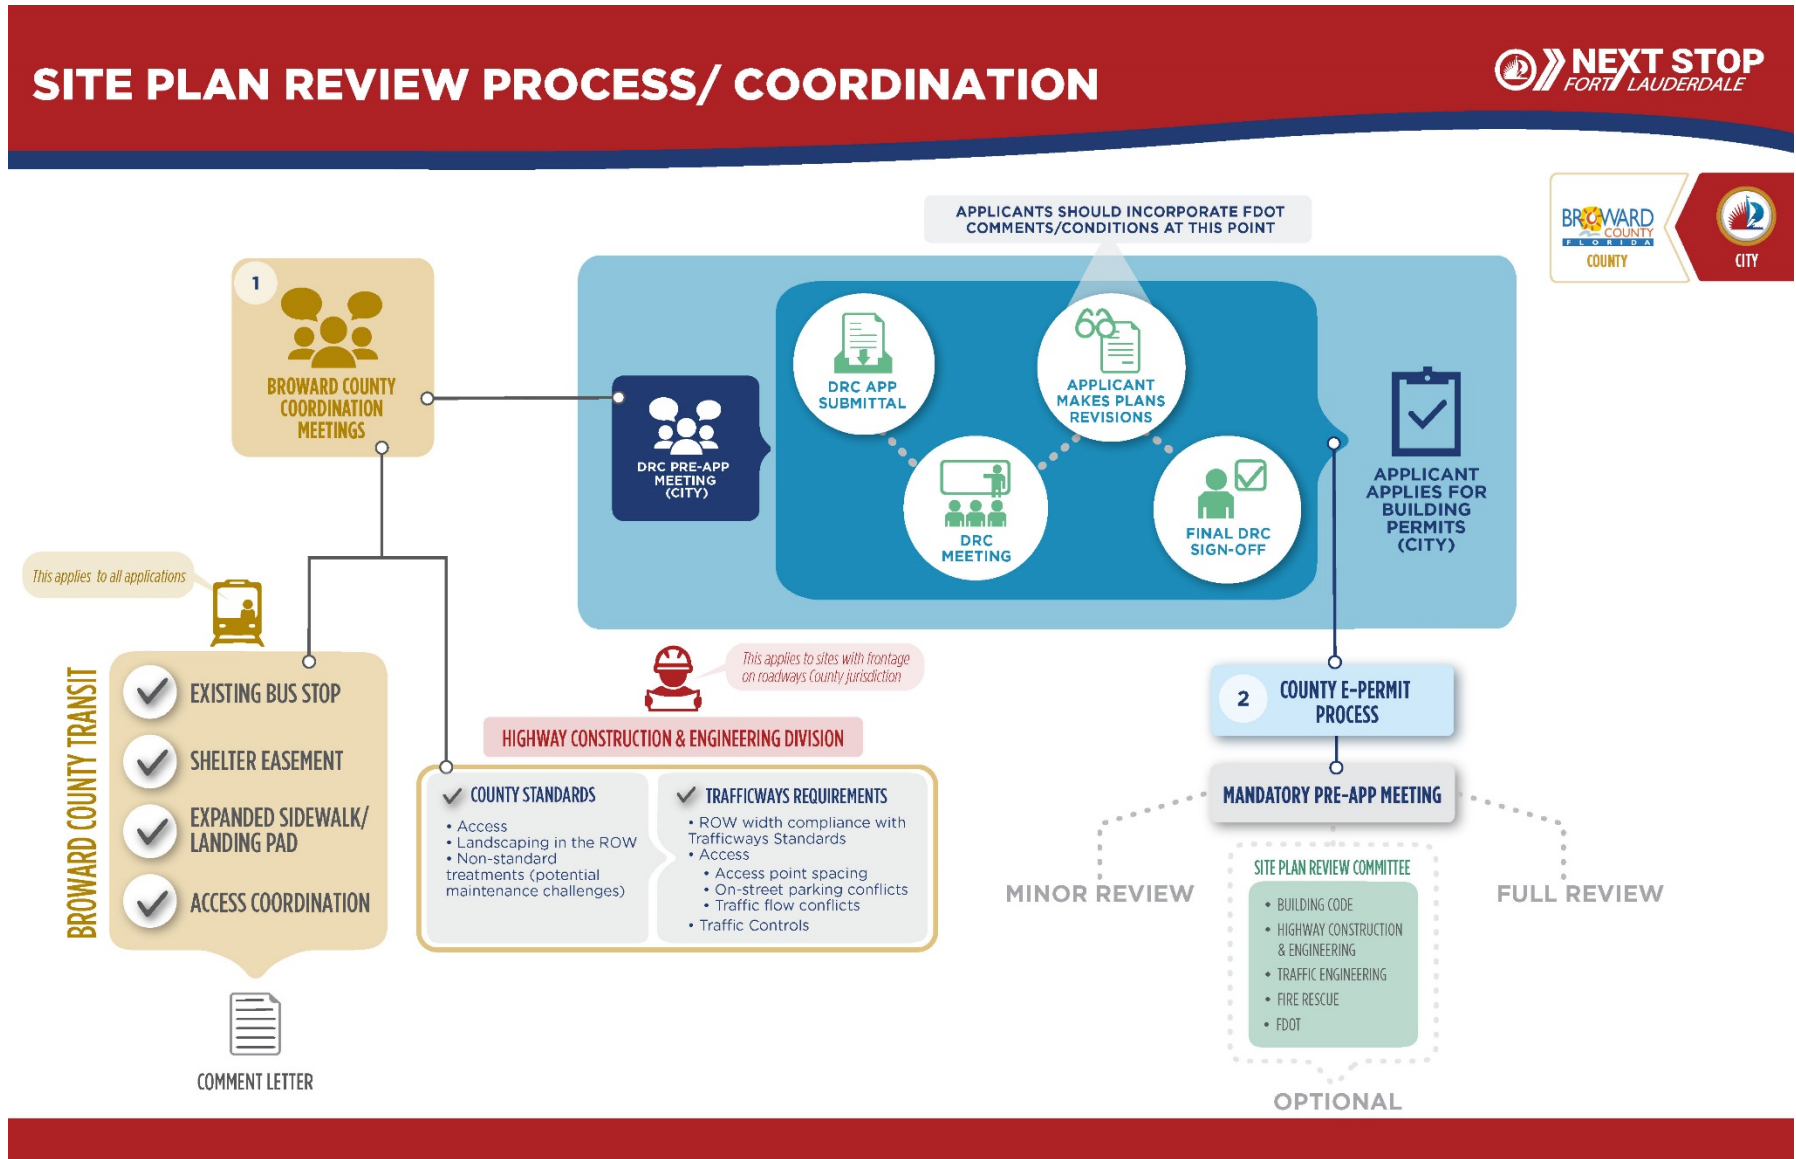 SITE PLAN REVIEW PROCESS/ COORDINATION
NEXT STOP
FORT LAUDERDALE
BROWARD
COUNTY
FLORIDA
COUNTY
CITY
APPLICANTS SHOULD INCORPORATE FDOT
COMMENTS/CONDITIONS AT THIS POINT
1
BROWARD COUNTY
COORDINATION
MEETINGS
DRC PRE-APP
MEETING
(CITY)
DRC APP
SUBMITTAL
DRC
MEETING
APPLICANT
MAKES PLANS
REVISIONS
FINAL DRC
SIGN-OFF
APPLICANT
APPLIES FOR
BUILDING
PERMITS
(CITY)
This applies to all applications
BROWARD COUNTY TRANSIT
EXISTING BUS STOP
SHELTER EASEMENT
EXPANDED SIDEWALK/
LANDING PAD
ACCESS COORDINATION
COMMENT LETTER
This applies to sites with frontage
on roadways County jurisdiction
HIGHWAY CONSTRUCTION & ENGINEERING DIVISION
COUNTY STANDARDS
• Access
• Landscaping in the ROW
• Non-standard
treatments (potential
maintenance challenges)
TRAFFICWAYS REQUIREMENTS
• ROW width compliance with
Trafficways Standards
• Access
• Access point spacing
• On-street parking conflicts
• Traffic flow conflicts
• Traffic Controls
2
COUNTY E-PERMIT
PROCESS
MANDATORY PRE-APP MEETING
MINOR REVIEW
SITE PLAN REVIEW COMMITTEE
• BUILDING CODE
• HIGHWAY CONSTRUCTION
& ENGINEERING
• TRAFFIC ENGINEERING
• FIRE RESCUE
• FDOT
OPTIONAL
FULL REVIEW